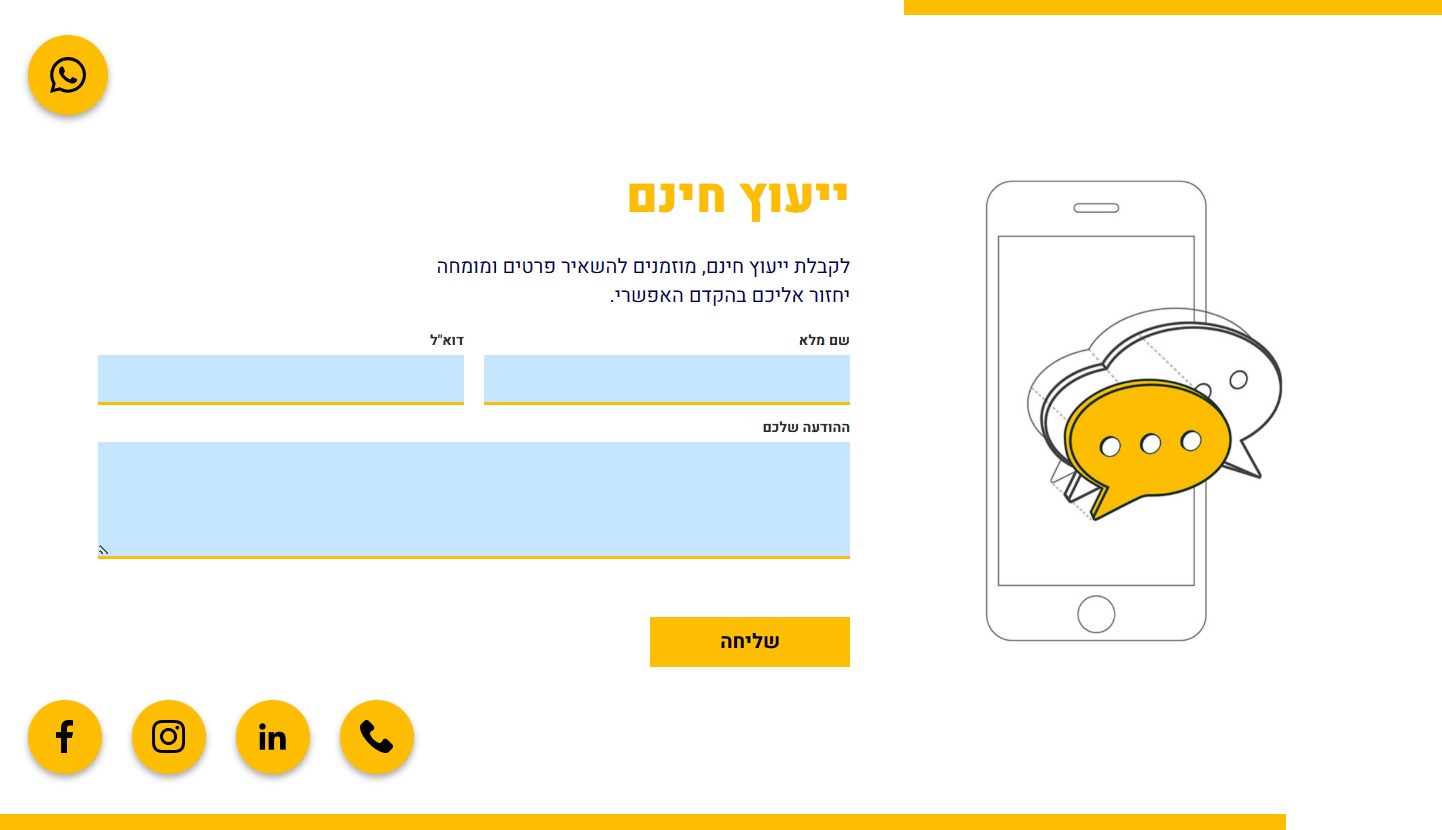 ייעוץ חינם
לקבלת ייעוץ חינם, מוזמנים להשאיר פרטים ומומחה
יחזור אליכם בהקדם האפשרי.
שם מלא
דוא"ל
ההודעה שלכם
שליחה